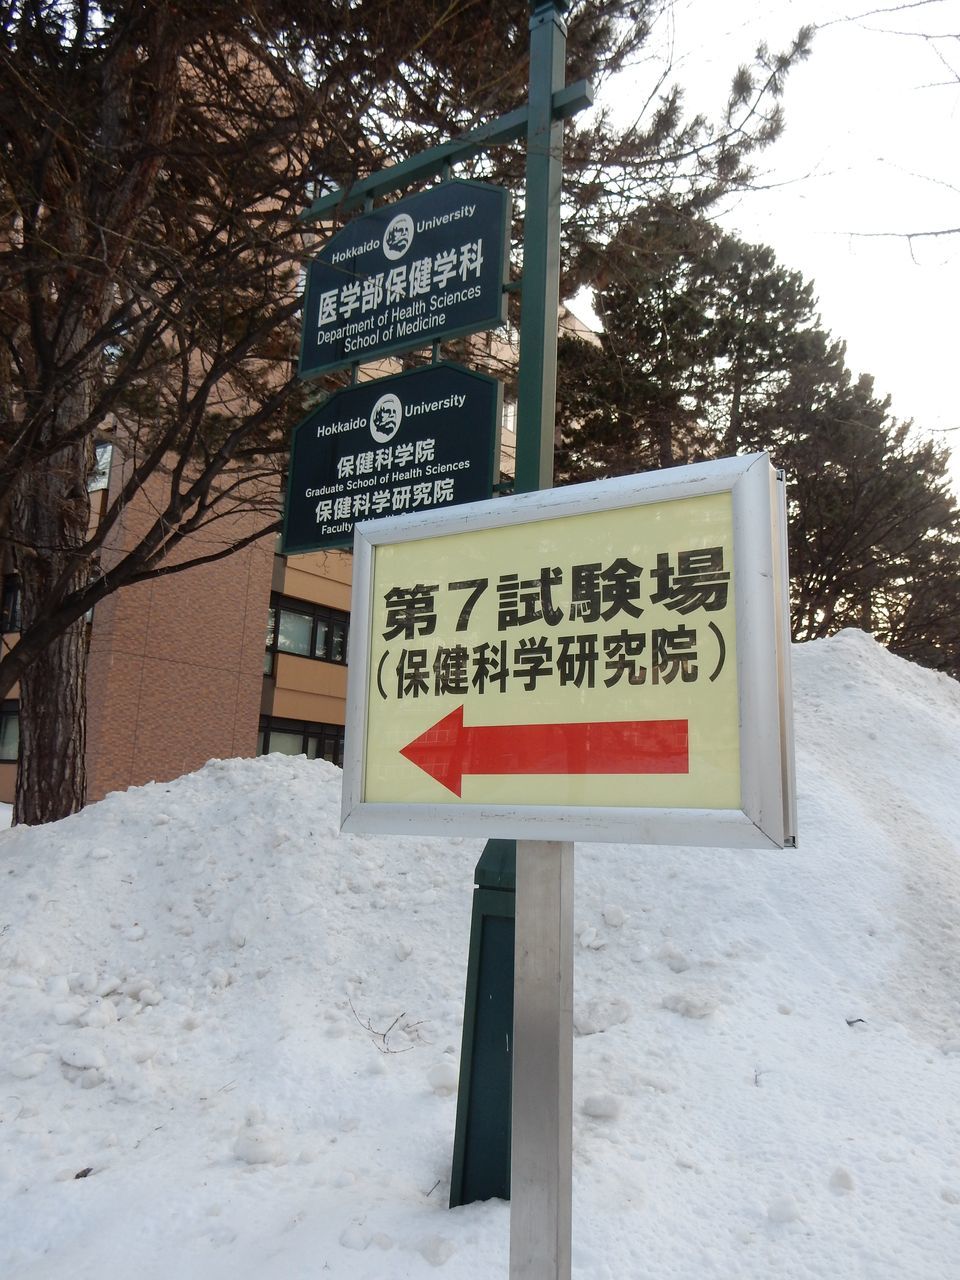 Hokkaido University
医学部保健学科
Department of Health Sciences
School of Medicine
Hokkaido University
保健科学院
Graduate School of Health Sciences
保健科学研究院
Faculty
第7試験場
(保健科学研究院)